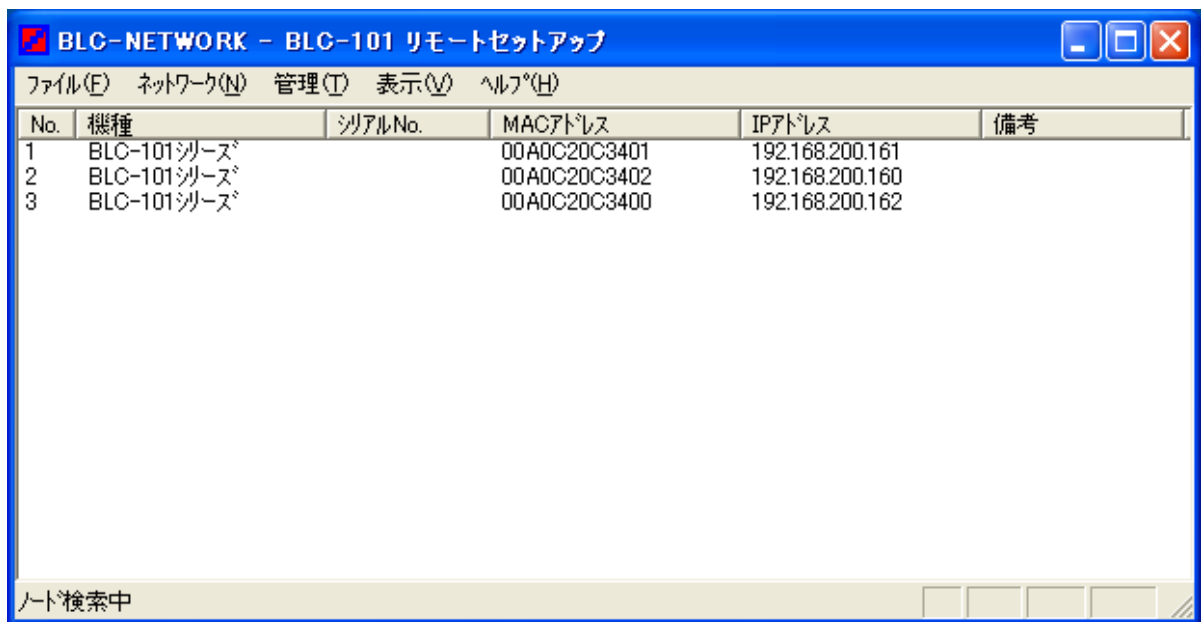 BLC-NETWORK - BLC-101 リモートセットアップ
ファイル(F) ネットワーク(N) 管理(T) 表示(V) ヘルプ(H)
No. 機種 シリアルNo. MACアドレス IPアドレス 備考
1 BLC-101シリーズ 00A0C20C3401 192.168.200.161
2 BLC-101シリーズ 00A0C20C3402 192.168.200.160
3 BLC-101シリーズ 00A0C20C3400 192.168.200.162
ノード検索中